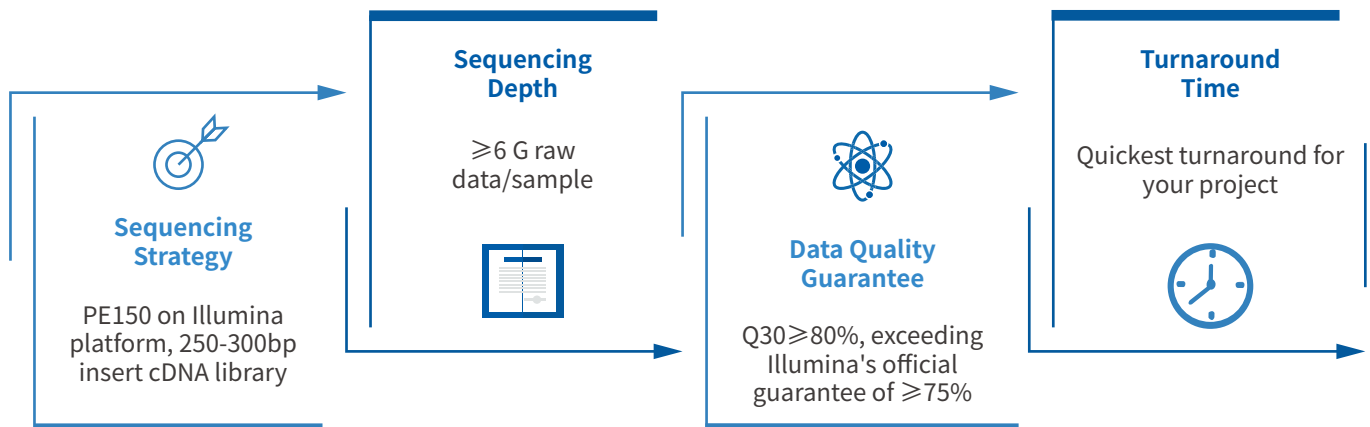 Sequencing
Strategy
PE150 on Illumina
platform, 250-300bp
insert cDNA library
Sequencing
Depth
⩾6 G raw
data/sample
Data Quality
Guarantee
Q30⩾80%, exceeding
Illumina's official
guarantee of ⩾75%
Turnaround
Time
Quickest turnaround for
your project